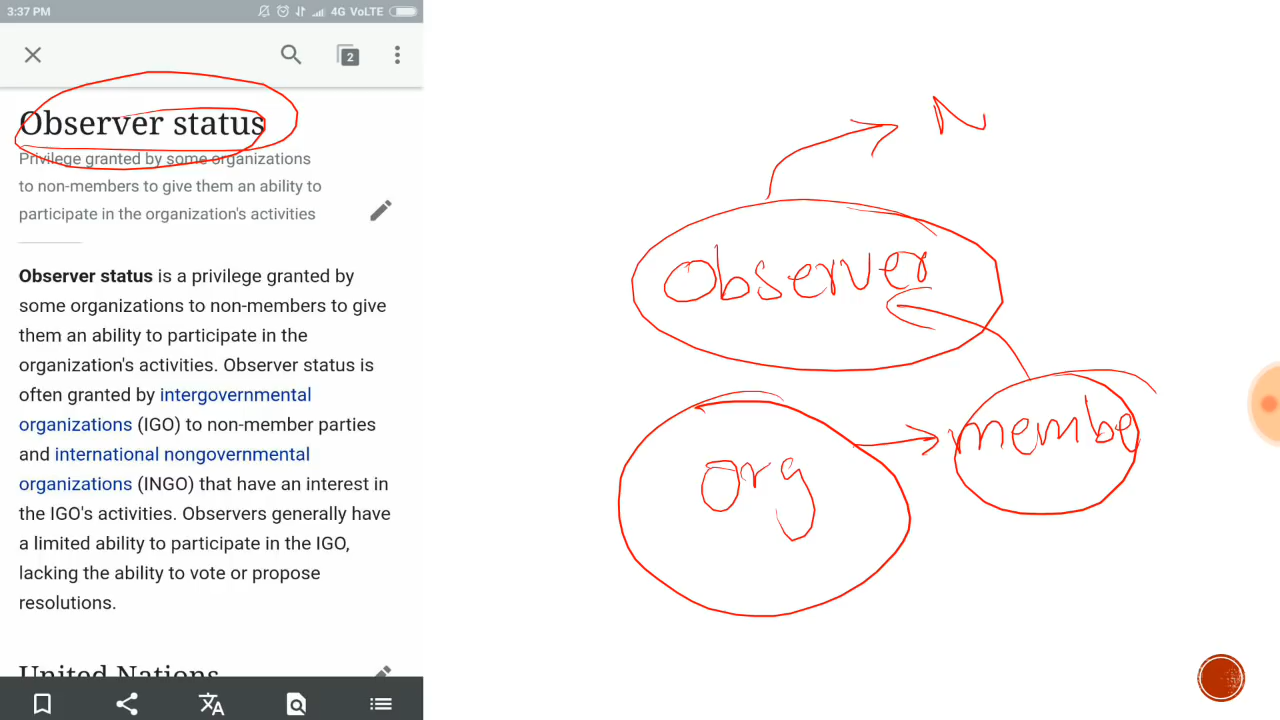 3:37 PM
4G VoLTE
2
Observer status
Privilege granted by some organizations
to non-members to give them an ability to
participate in the organization's activities
Observer status is a privilege granted by
some organizations to non-members to give
them an ability to participate in the
organization's activities. Observer status is
often granted by intergovernmental
organizations (IGO) to non-member parties
and international nongovernmental
organizations (INGO) that have an interest in
the IGO's activities. Observers generally have
a limited ability to participate in the IGO,
lacking the ability to vote or propose
resolutions.
United Nations
N
Observer
membe
org